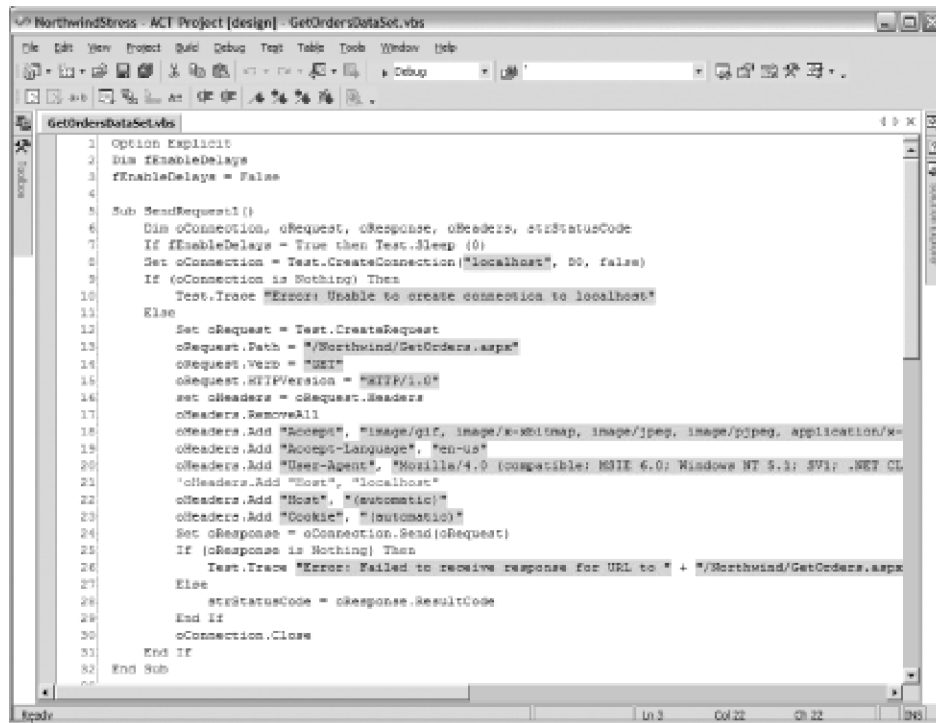 NorthwindStress - ACT Project [design] - GetOrdersDataSet.vbs
File Edit View Project Build Debug Test Table Tools Window Help
Debug
GetOrdersDataSet.vbs
Toolbox
1 Option Explicit
2 Dim fEnableDelays
3 fEnableDelays = False
4
5 Sub SendRequest1()
6 Dim oConnection, oRequest, oResponse, oHeaders, strStatusCode
7 If fEnableDelays = True then Test.Sleep (0)
8 Set oConnection = Test.CreateConnection("localhost", 80, false)
9 If (oConnection is Nothing) Then
10 Test.Trace "Error: Unable to create connection to localhost"
11 Else
12 Set oRequest = Test.CreateRequest
13 oRequest.Path = "/Northwind/GetOrders.aspx"
14 oRequest.Verb = "GET"
15 oRequest.HTTPVersion = "HTTP/1.0"
16 set oHeaders = oRequest.Headers
17 oHeaders.RemoveAll
18 oHeaders.Add "Accept", "image/gif, image/x-xbitmap, image/jpeg, image/pjpeg, application/x-
19 oHeaders.Add "Accept-Language", "en-us"
20 oHeaders.Add "User-Agent", "Mozilla/4.0 (compatible; MSIE 6.0; Windows NT 5.1; SV1; .NET CL
21 'oHeaders.Add "Host", "localhost"
22 oHeaders.Add "Host", "(automatic)"
23 oHeaders.Add "Cookie", "(automatic)"
24 Set oResponse = oConnection.Send(oRequest)
25 If (oResponse is Nothing) Then
26 Test.Trace "Error: Failed to receive response for URL to " + "/Northwind/GetOrders.aspx
27 Else
28 strStatusCode = oResponse.ResultCode
29 End If
30 oConnection.Close
31 End If
32 End Sub
Ready Ln 3 Col 22 Ch 22 INS